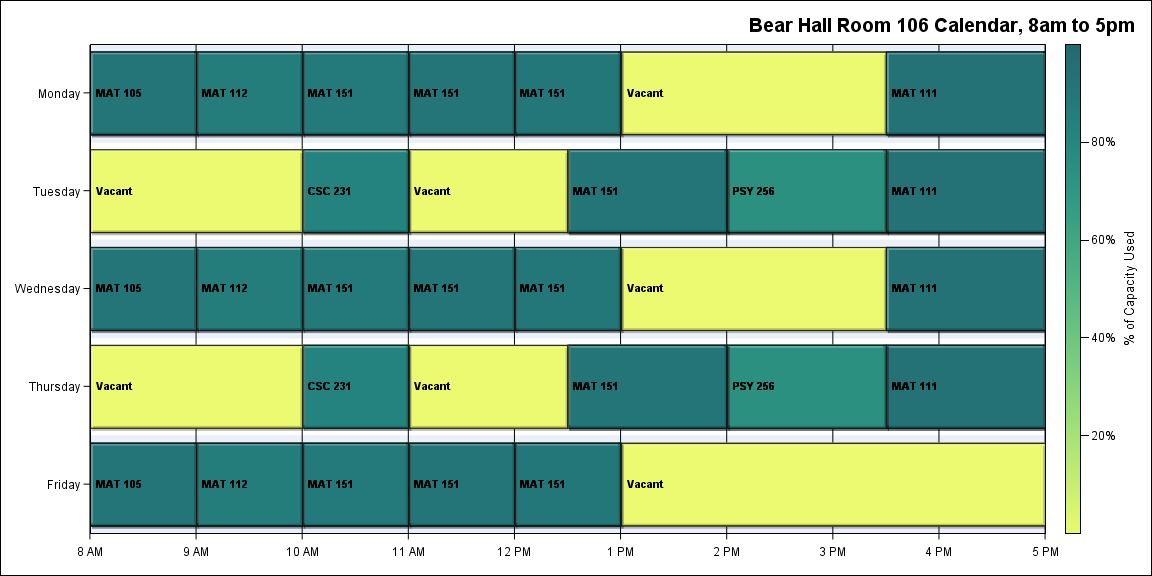 Bear Hall Room 106 Calendar, 8am to 5pm
Monday
MAT 105
MAT 112
MAT 151
MAT 151
MAT 151
Vacant
MAT 111
Tuesday
Vacant
CSC 231
Vacant
MAT 151
PSY 256
MAT 111
Wednesday
MAT 105
MAT 112
MAT 151
MAT 151
MAT 151
Vacant
MAT 111
Thursday
Vacant
CSC 231
Vacant
MAT 151
PSY 256
MAT 111
Friday
MAT 105
MAT 112
MAT 151
MAT 151
MAT 151
Vacant
8 AM
9 AM
10 AM
11 AM
12 PM
1 PM
2 PM
3 PM
4 PM
5 PM
80%
60%
40%
20%
% of Capacity Used